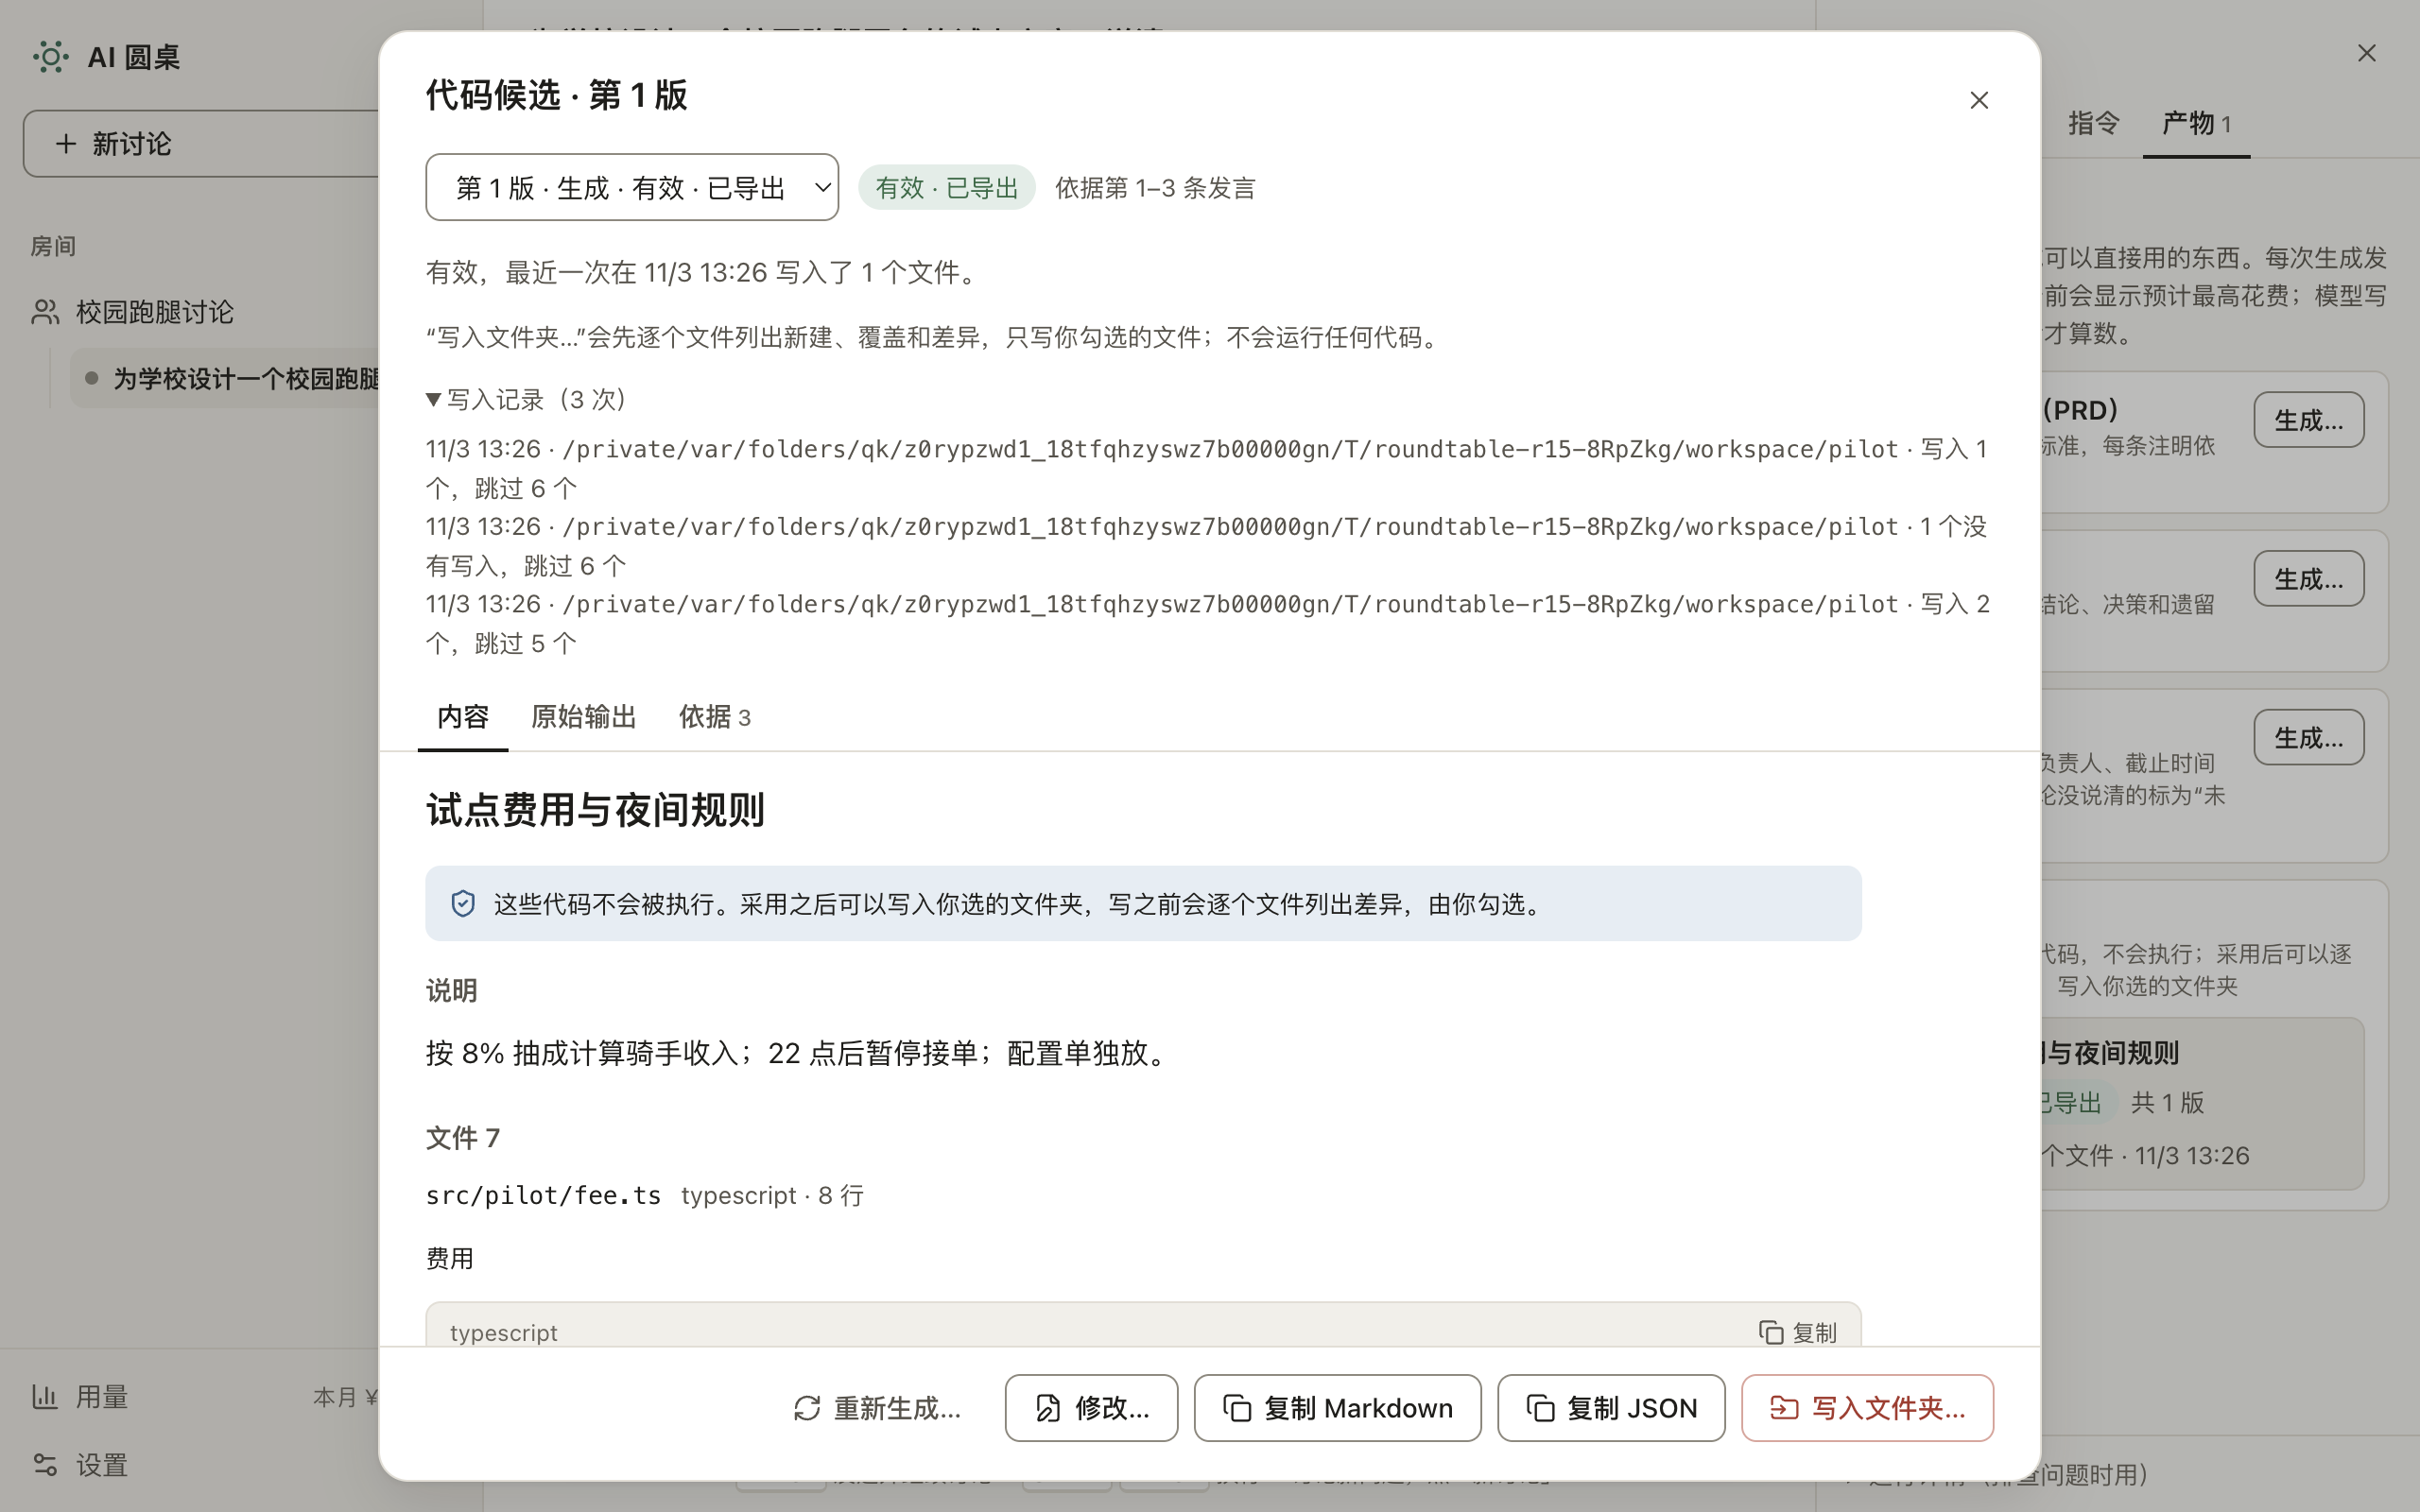 AI 圆桌
新讨论
房间
校园跑腿讨论
为学校设计一个校园跑腿
用量
本月 ¥
设置
代码候选 · 第 1 版
第 1 版 · 生成 · 有效 · 已导出
有效 · 已导出
依据第 1–3 条发言
有效，最近一次在 11/3 13:26 写入了 1 个文件。
“写入文件夹…”会先逐个文件列出新建、覆盖和差异，只写你勾选的文件；不会运行任何代码。
写入记录（3 次）
11/3 13:26 · /private/var/folders/qk/z0rypzwd1_18tfqhzyswz7b00000gn/T/roundtable-r15-8RpZkg/workspace/pilot · 写入 1
个，跳过 6 个
11/3 13:26 · /private/var/folders/qk/z0rypzwd1_18tfqhzyswz7b00000gn/T/roundtable-r15-8RpZkg/workspace/pilot · 1 个没
有写入，跳过 6 个
11/3 13:26 · /private/var/folders/qk/z0rypzwd1_18tfqhzyswz7b00000gn/T/roundtable-r15-8RpZkg/workspace/pilot · 写入 2
个，跳过 5 个
内容
原始输出
依据 3
试点费用与夜间规则
这些代码不会被执行。采用之后可以写入你选的文件夹，写之前会逐个文件列出差异，由你勾选。
说明
按 8% 抽成计算骑手收入；22 点后暂停接单；配置单独放。
文件 7
src/pilot/fee.ts typescript · 8 行
费用
typescript
复制
重新生成…
修改…
复制 Markdown
复制 JSON
写入文件夹…
指令
产物 1
可以直接用的东西。每次生成发
前会显示预计最高花费；模型写
才算数。
(PRD)
生成…
标准，每条注明依
生成…
结论、决策和遗留
生成…
负责人、截止时间
论没说清的标为“未
代码，不会执行；采用后可以逐
写入你选的文件夹
与夜间规则
已导出
共 1 版
个文件 · 11/3 13:26
问题时用）